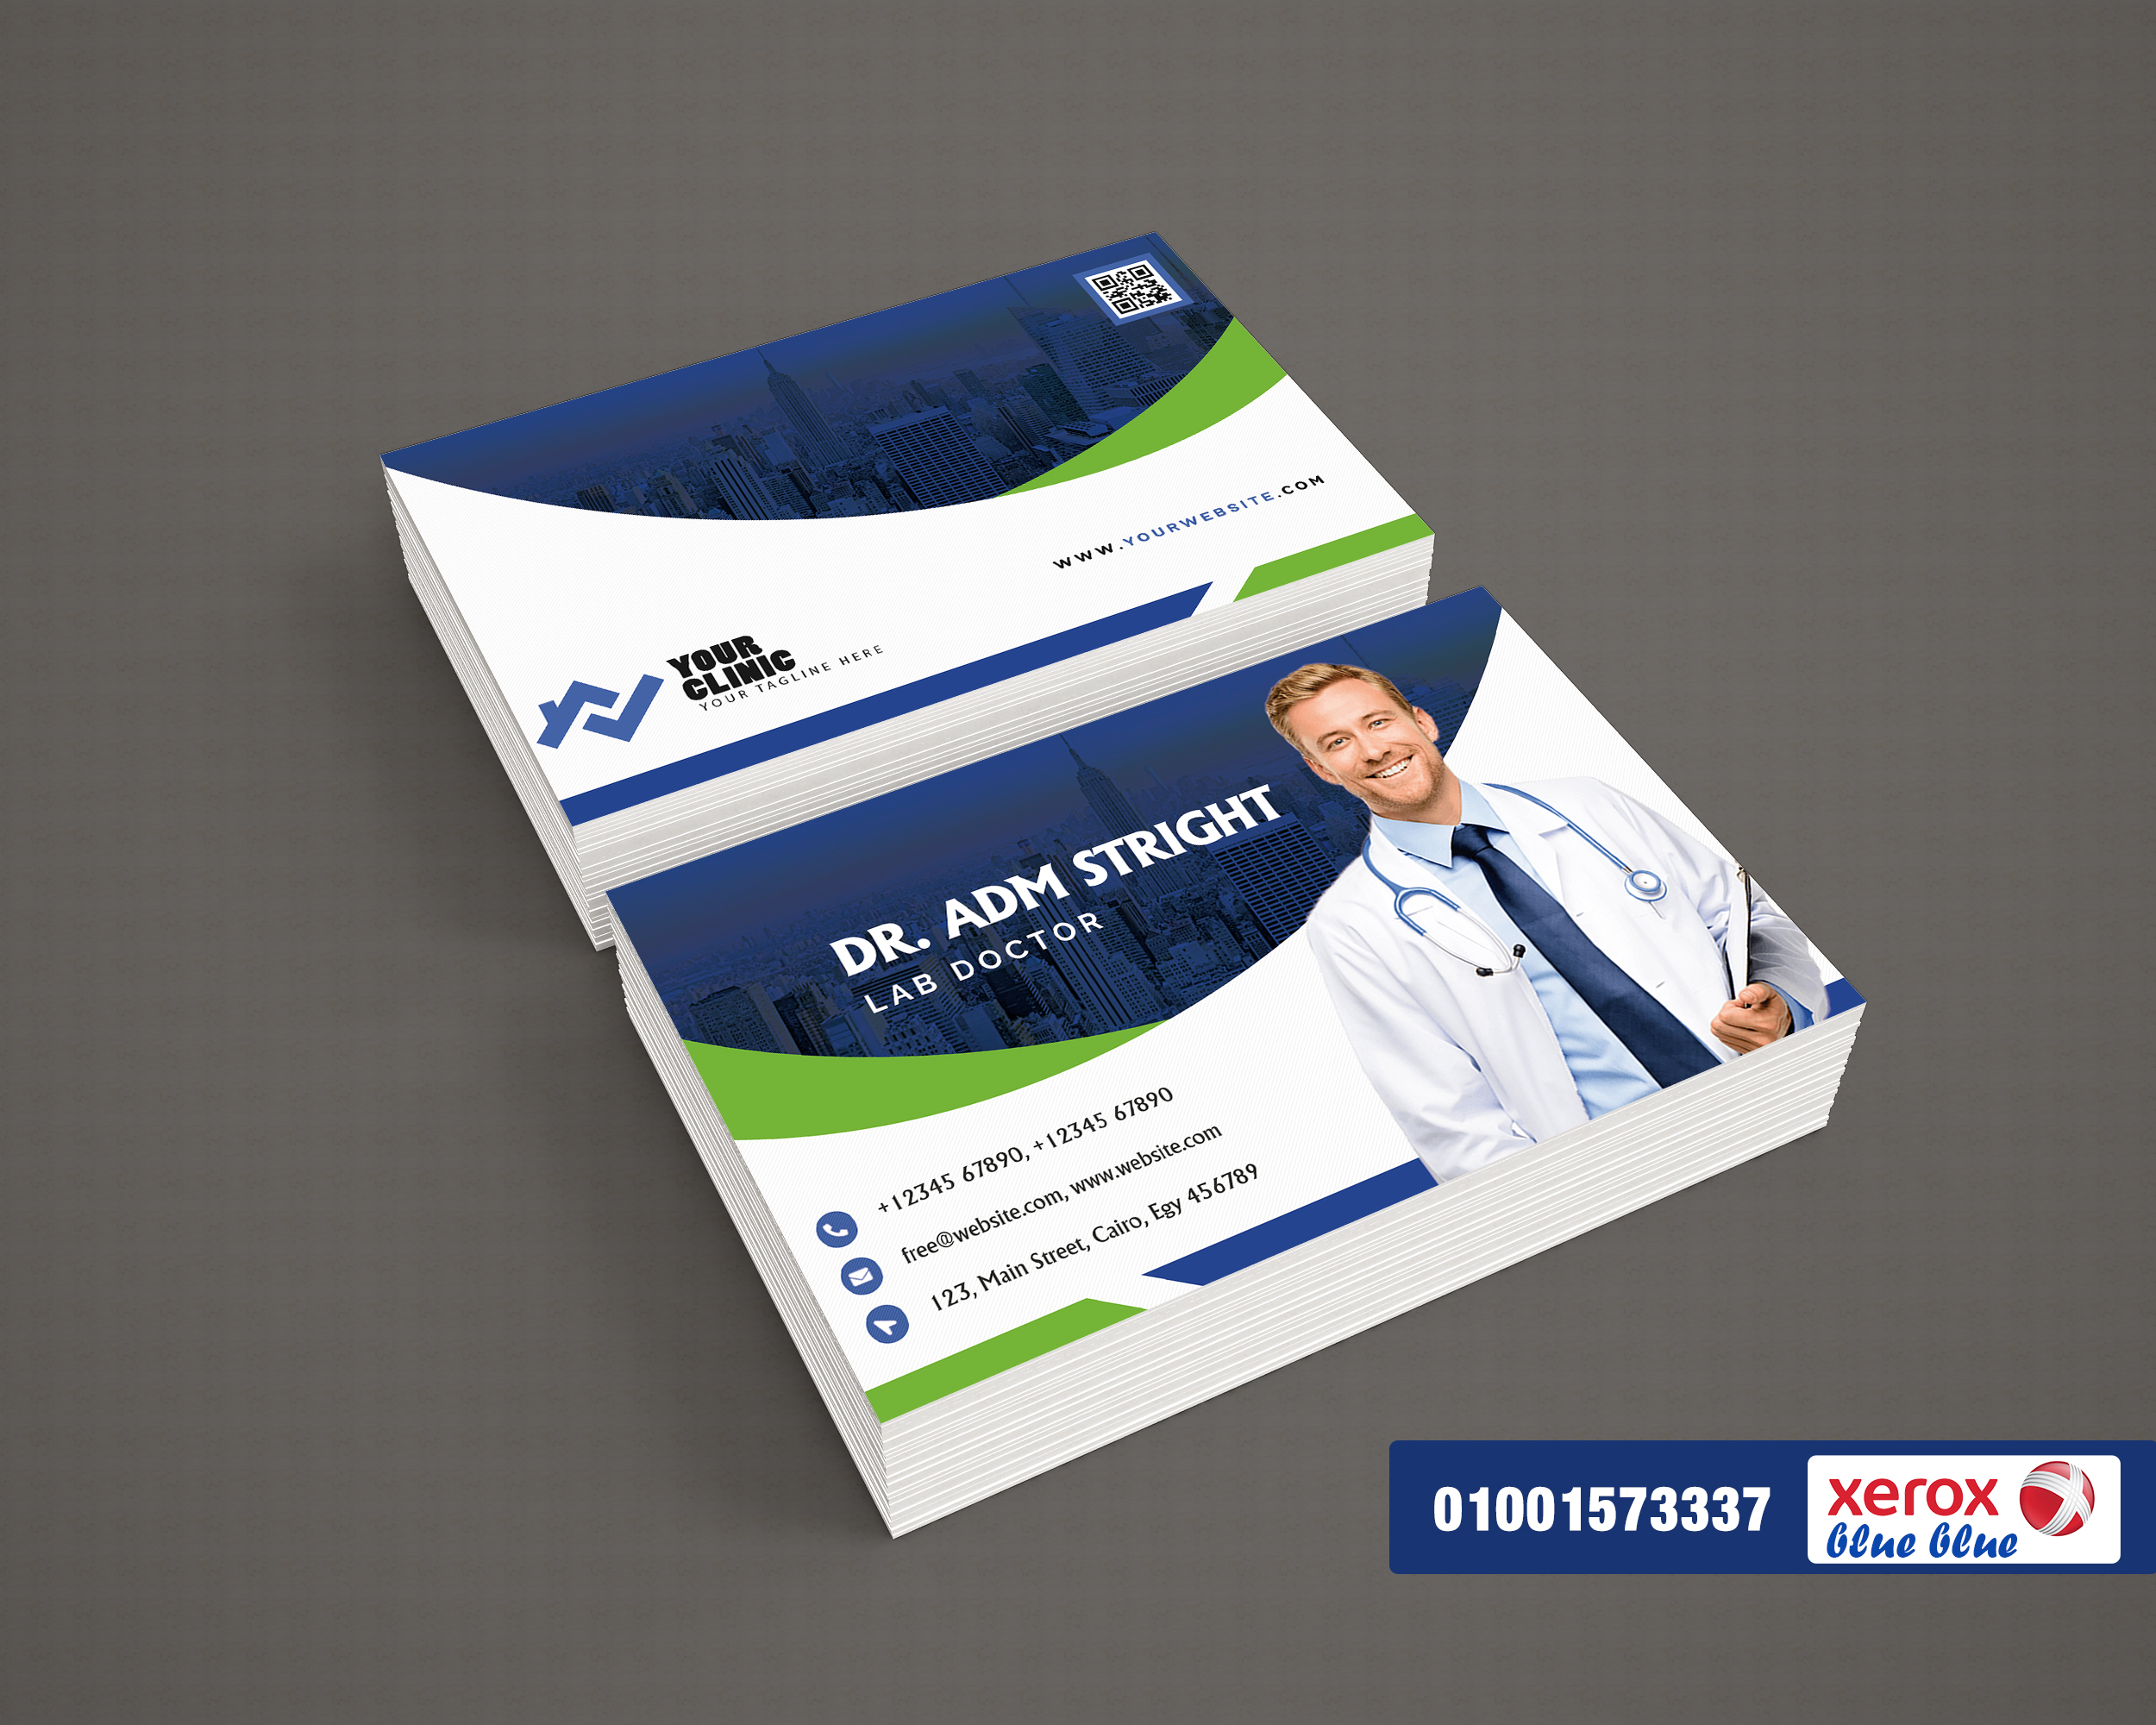 WWW.YOURWEBSITE.COM
YOUR
CLINIC
YOUR TAGLINE HERE
DR. ADM STRIGHT
LAB DOCTOR
+12345 67890, +12345 67890
free@website.com, www.website.com
123, Main Street, Cairo, Egy 456789
01001573337
xerox
blue blue